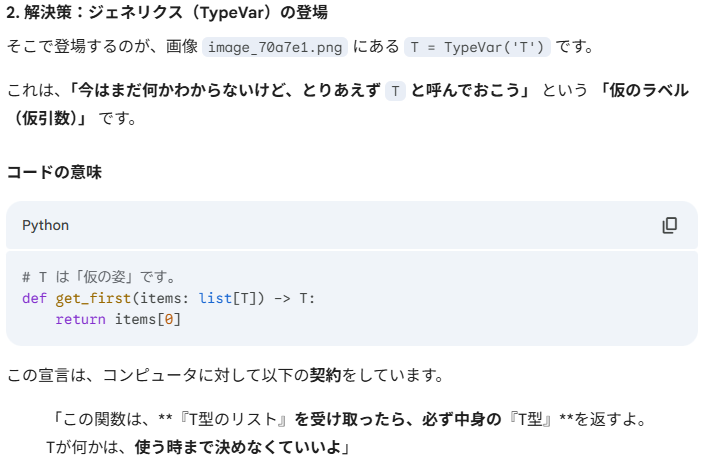 2. 解決策：ジェネリクス（TypeVar）の登場
そこで登場するのが、画像 image_70a7e1.png にある T = TypeVar('T') です。
これは、「今はまだ何かわからないけど、とりあえず T と呼んでおこう」 という 「仮のラベル
（仮引数）」 です。
コードの意味
Python
# T は「仮の姿」です。
def get_first(items: list[T]) -> T:
    return items[0]
この宣言は、コンピュータに対して以下の契約をしています。
「この関数は、**『T型のリスト』を受け取ったら、必ず中身の『T型』**を返すよ。
Tが何かは、使う時まで決めなくていいよ」